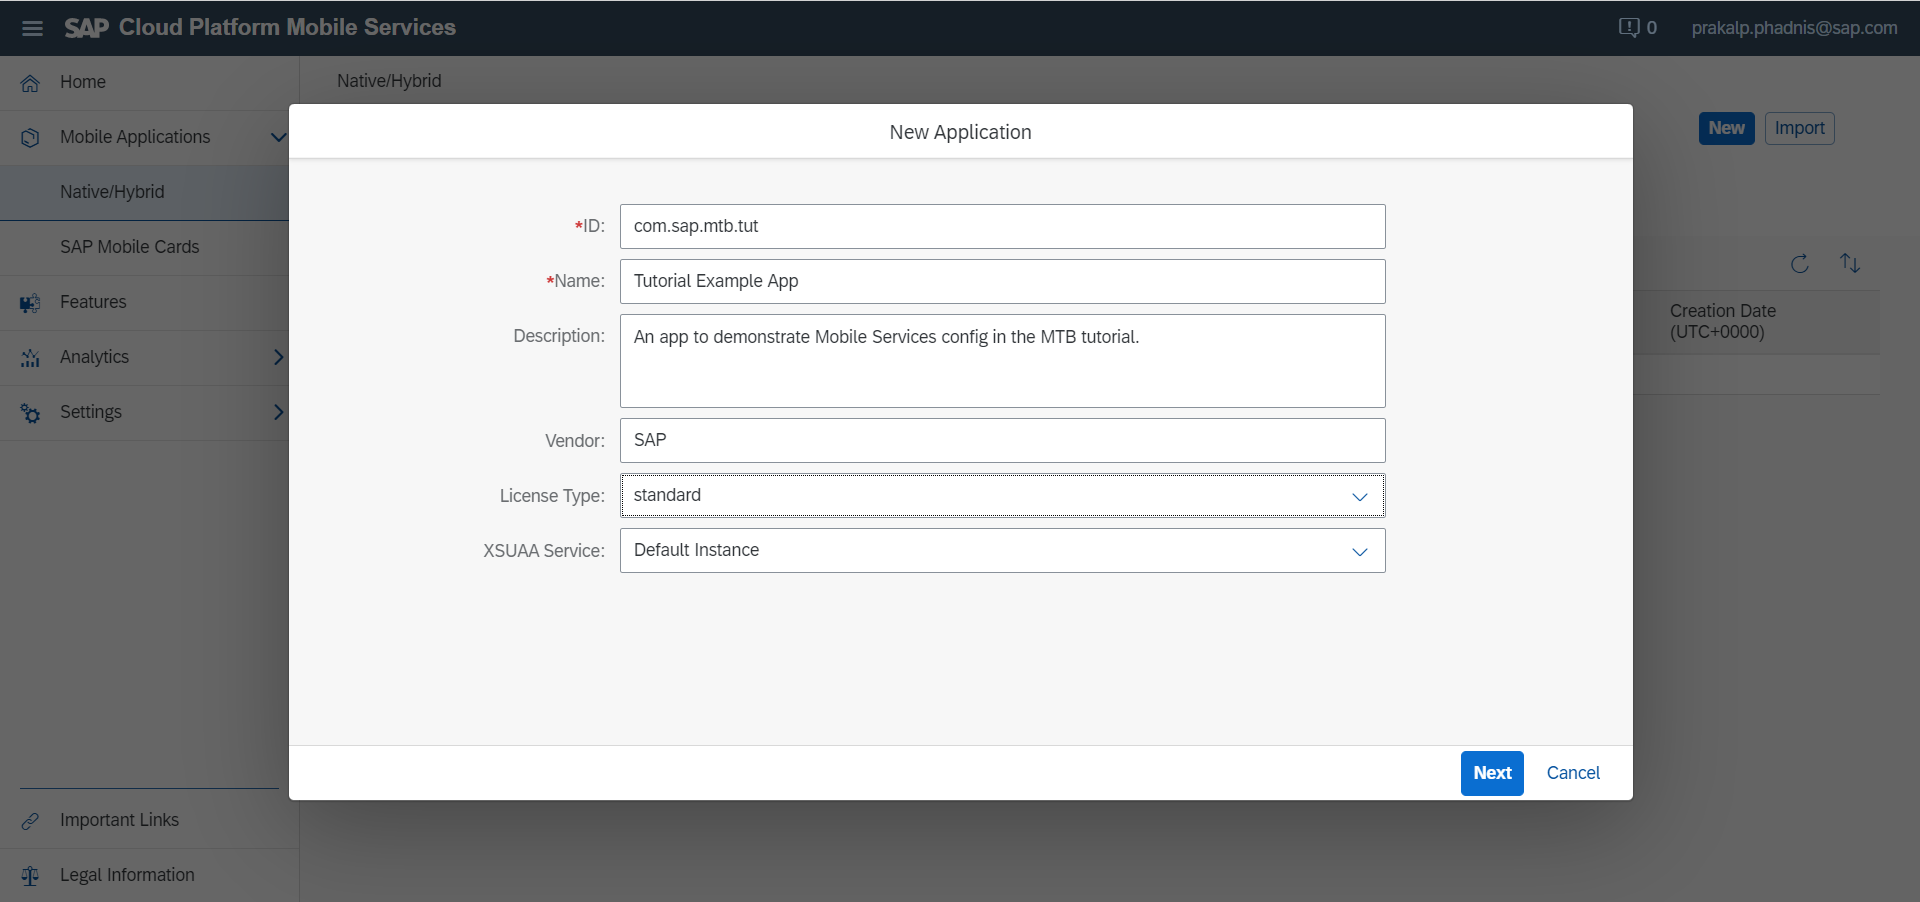 SAP Cloud Platform Mobile Services
0
prakalp.phadnis@sap.com
Home
Mobile Applications
Native/Hybrid
SAP Mobile Cards
Features
Analytics
Settings
Important Links
Legal Information
Native/Hybrid
New
Import
Creation Date
(UTC+0000)
New Application
*ID:
com.sap.mtb.tut
*Name:
Tutorial Example App
Description:
An app to demonstrate Mobile Services config in the MTB tutorial.
Vendor:
SAP
License Type:
standard
XSUAA Service:
Default Instance
Next
Cancel